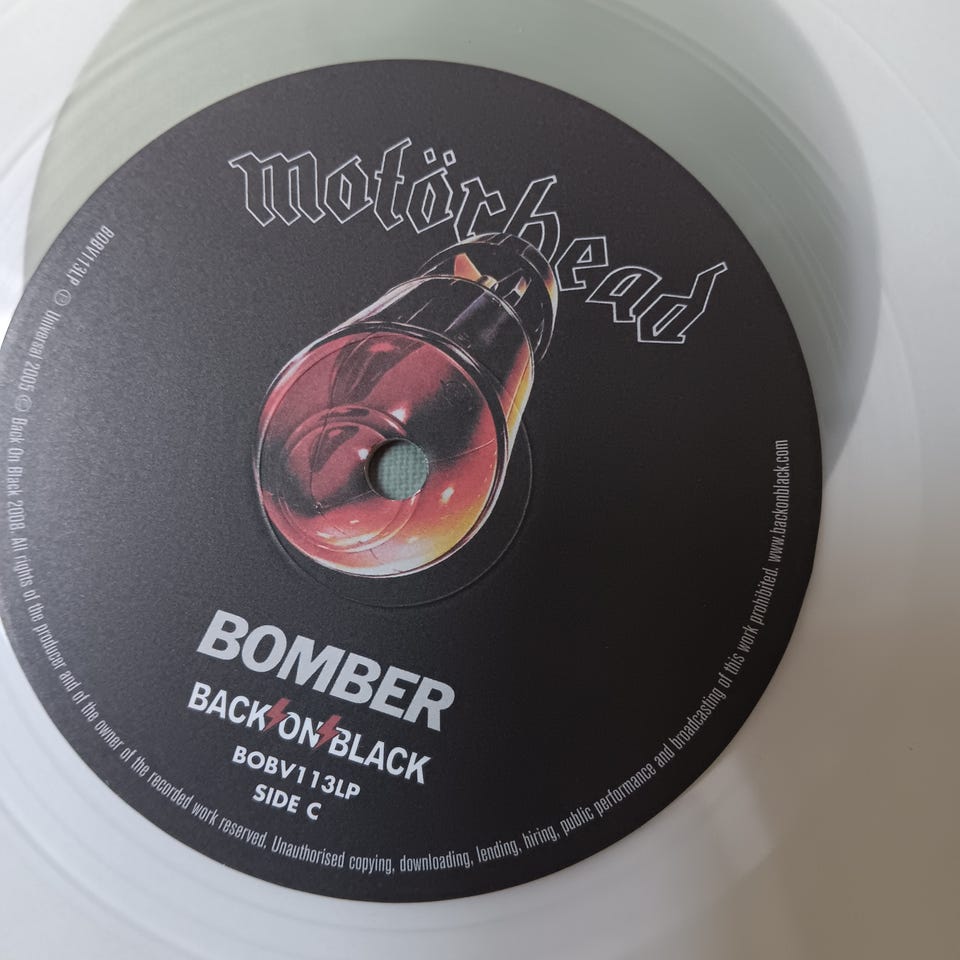 motörhead
BOMBER
BACK ON BLACK
BOBV113LP
SIDE C
BOBV113LP ℗ Universal 2005 © Back On Black 2008. All rights of the producer and of the owner of the recorded work reserved. Unauthorised copying, downloading, lending, hiring, public performance and broadcasting of this work prohibited. www.backonblack.com